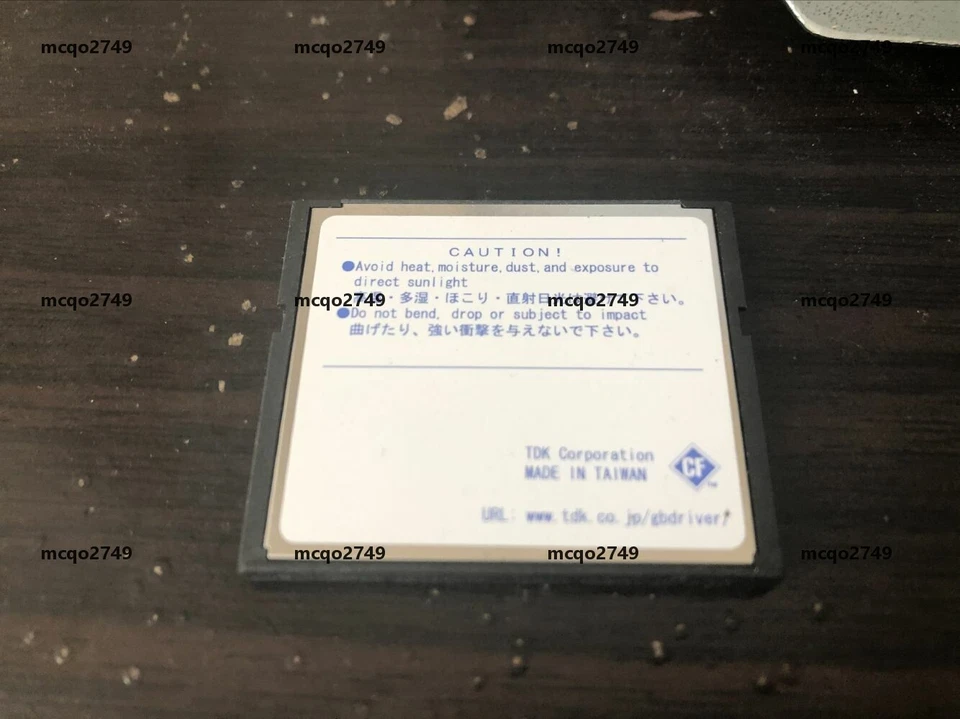 mcqo2749 mcqo2749 mcqo2749 mcqo2749
CAUTION!
●Avoid heat,moisture,dust,and exposure to
direct sunlight
・多湿・ほこり・直射日 下さい。
mcqo2749 mcqo2749 mcqo2749 mcqo2749
●Do not bend, drop or subject to impact
曲げたり、強い衝撃を与えないで下さい。
TDK Corporation
CF
TM
MADE IN TAIWAN
URL: www.tdk.co.jp/gbdriver/
mcqo2749 mcqo2749 mcqo2749 mcqo2749